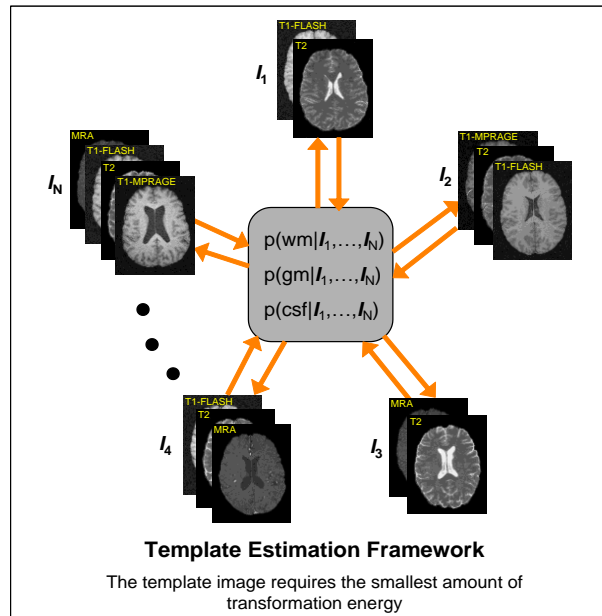 T1-FLASH
T2
I1
MRA
T1-FLASH
T2
T1-MPRAGE
IN
T1-MPRAGE
T2
T1-FLASH
I2
p(wm|I1,…,IN)
p(gm|I1,…,IN)
p(csf|I1,…,IN)
T1-FLASH
T2
MRA
I4
MRA
T2
I3
Template Estimation Framework
The template image requires the smallest amount of
transformation energy